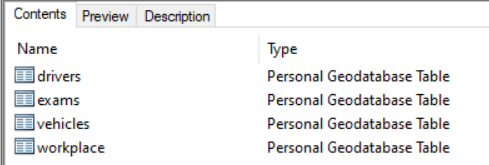 Contents Preview Description
Name Type
drivers Personal Geodatabase Table
exams Personal Geodatabase Table
vehicles Personal Geodatabase Table
workplace Personal Geodatabase Table